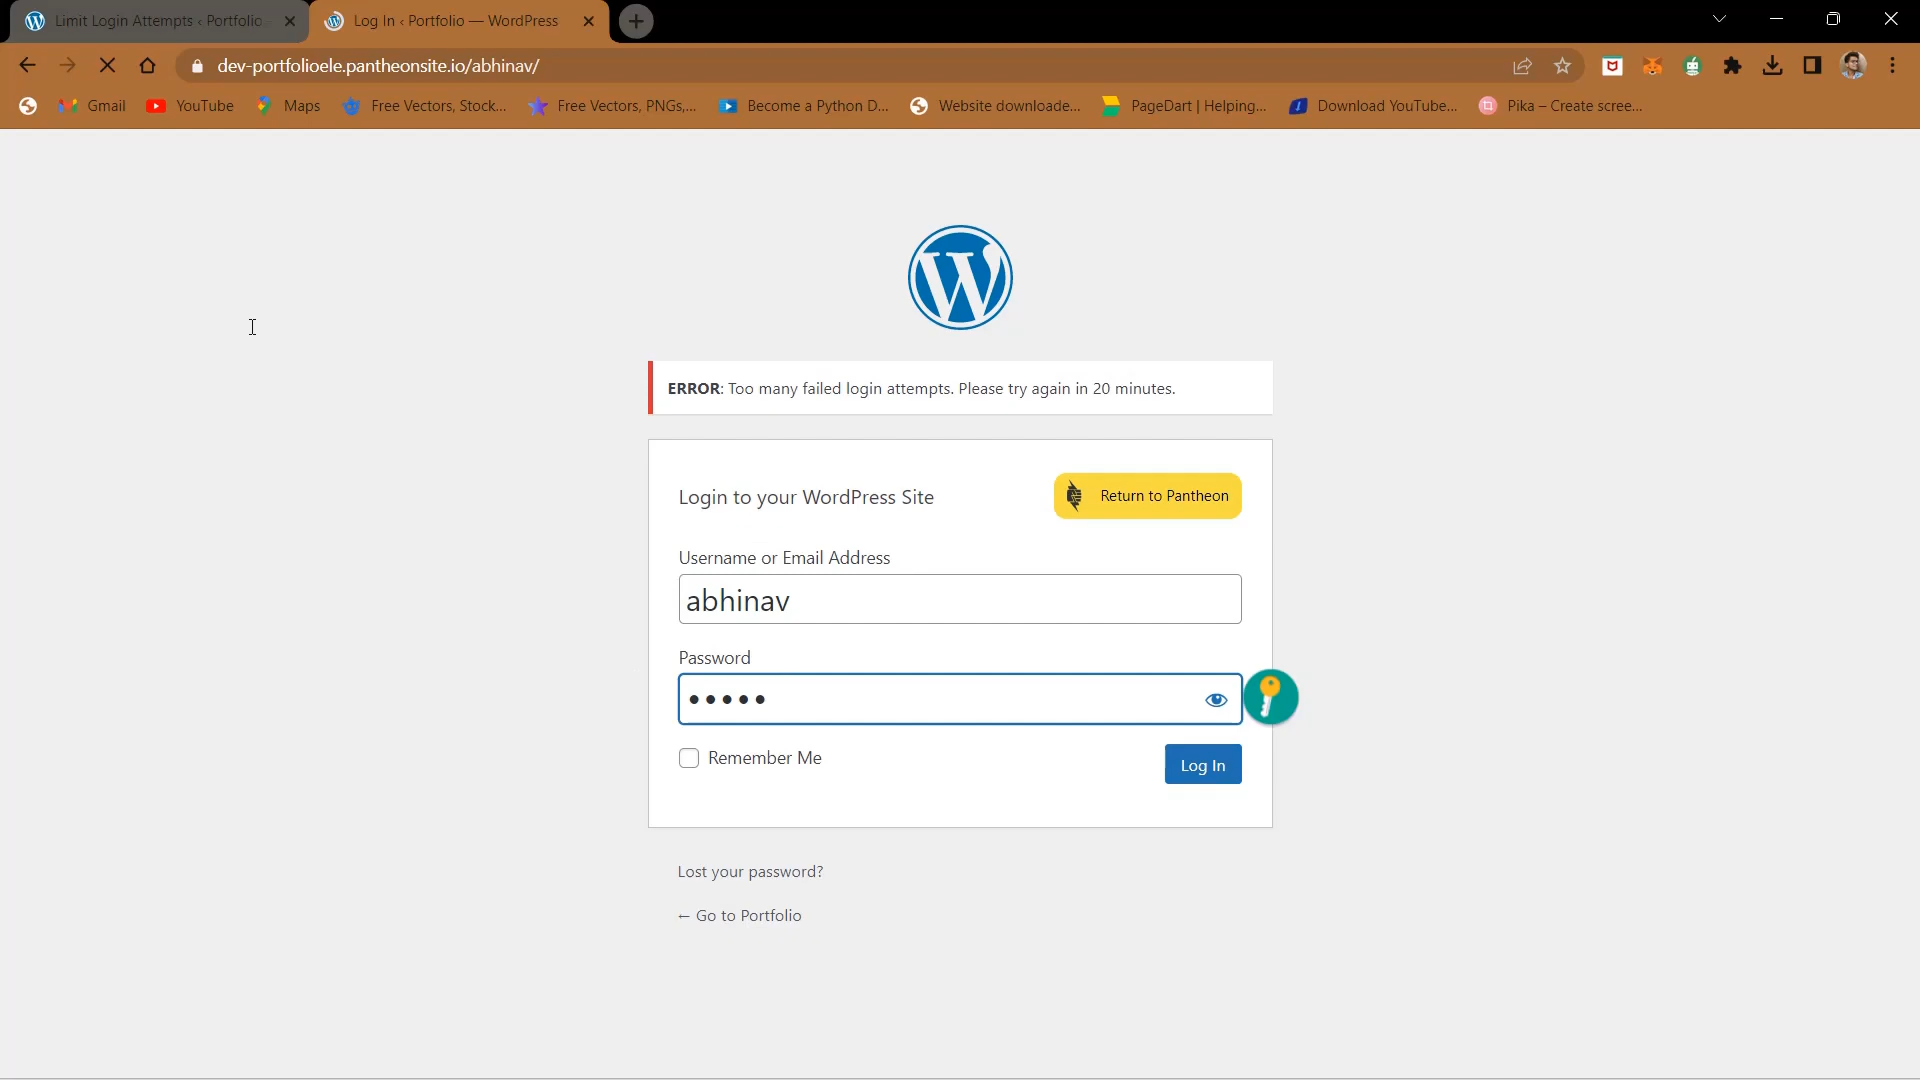 Limit Login Attempts ‹ Portfolio
Log In ‹ Portfolio — WordPress
dev-portfolioele.pantheonsite.io/abhinav/
Gmail
YouTube
Maps
Free Vectors, Stock...
Free Vectors, PNGs,...
Become a Python D...
Website downloade...
PageDart | Helping...
Download YouTube...
Pika – Create scree...
ERROR: Too many failed login attempts. Please try again in 20 minutes.
Login to your WordPress Site
Return to Pantheon
Username or Email Address
abhinav
Password
Remember Me
Log In
Lost your password?
← Go to Portfolio